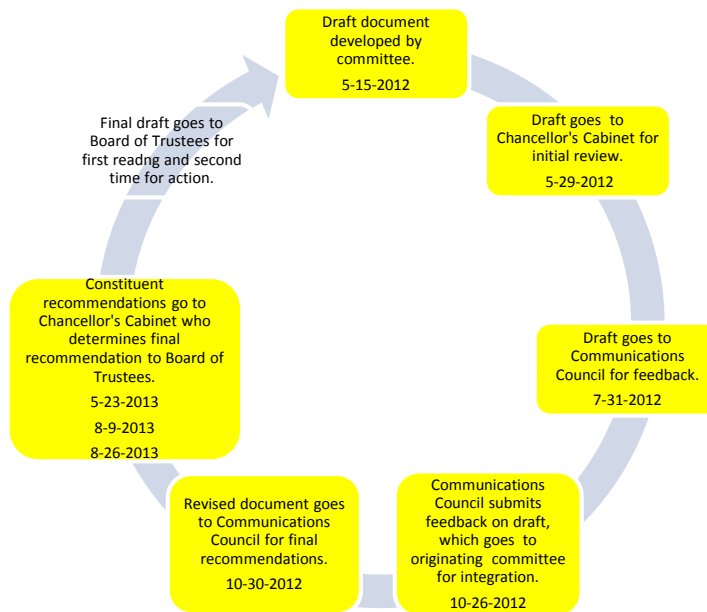 Draft document
developed by
committee.
5-15-2012
Draft goes to
Chancellor's Cabinet for
initial review.
5-29-2012
Draft goes to
Communications
Council for feedback.
7-31-2012
Communications
Council submits
feedback on draft,
which goes to
originating committee
for integration.
10-26-2012
Revised document goes
to Communications
Council for final
recommendations.
10-30-2012
Constituent
recommendations go to
Chancellor's Cabinet who
determines final
recommendation to Board of
Trustees.
5-23-2013
8-9-2013
8-26-2013
Final draft goes to
Board of Trustees for
first readng and second
time for action.